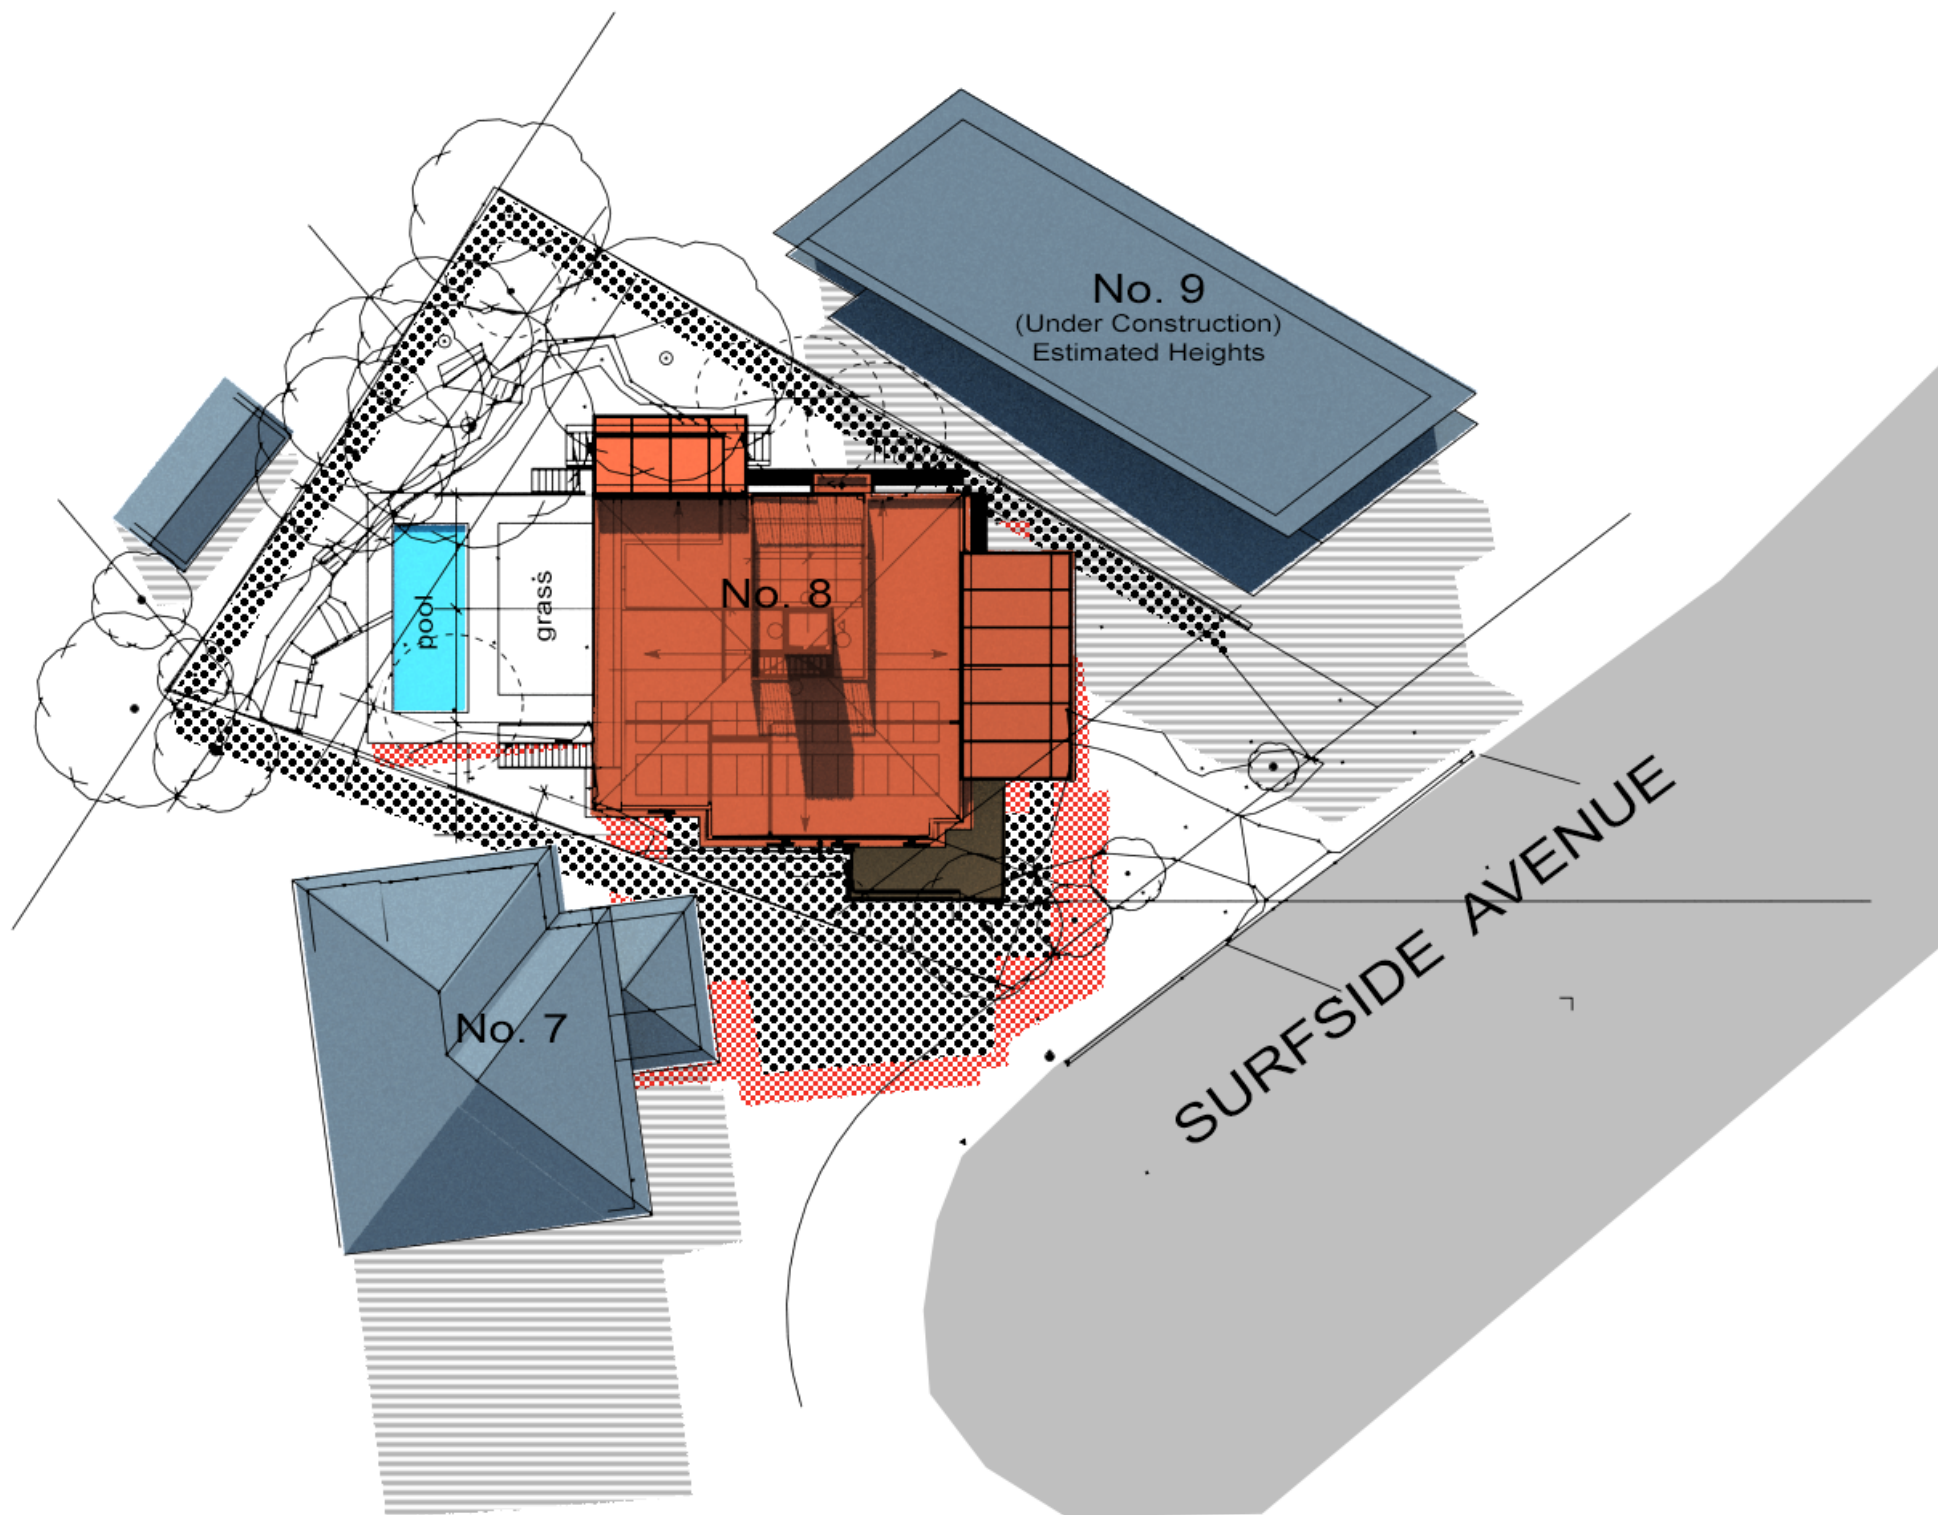 No. 9
(Under Construction)
Estimated Heights
No. 8
pool
grass
No. 7
SURFSIDE AVENUE